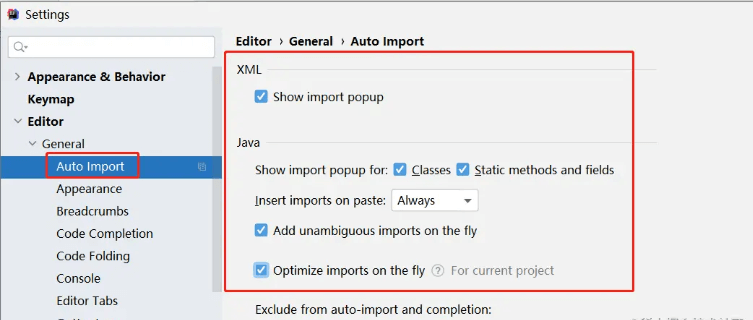 Settings
Editor › General › Auto Import
Appearance & Behavior
Keymap
Editor
General
Auto Import
Appearance
Breadcrumbs
Code Completion
Code Folding
Console
Editor Tabs
XML
Show import popup
Java
Show import popup for: Classes Static methods and fields
Insert imports on paste: Always
Add unambiguous imports on the fly
Optimize imports on the fly ? For current project
Exclude from auto-import and completion: